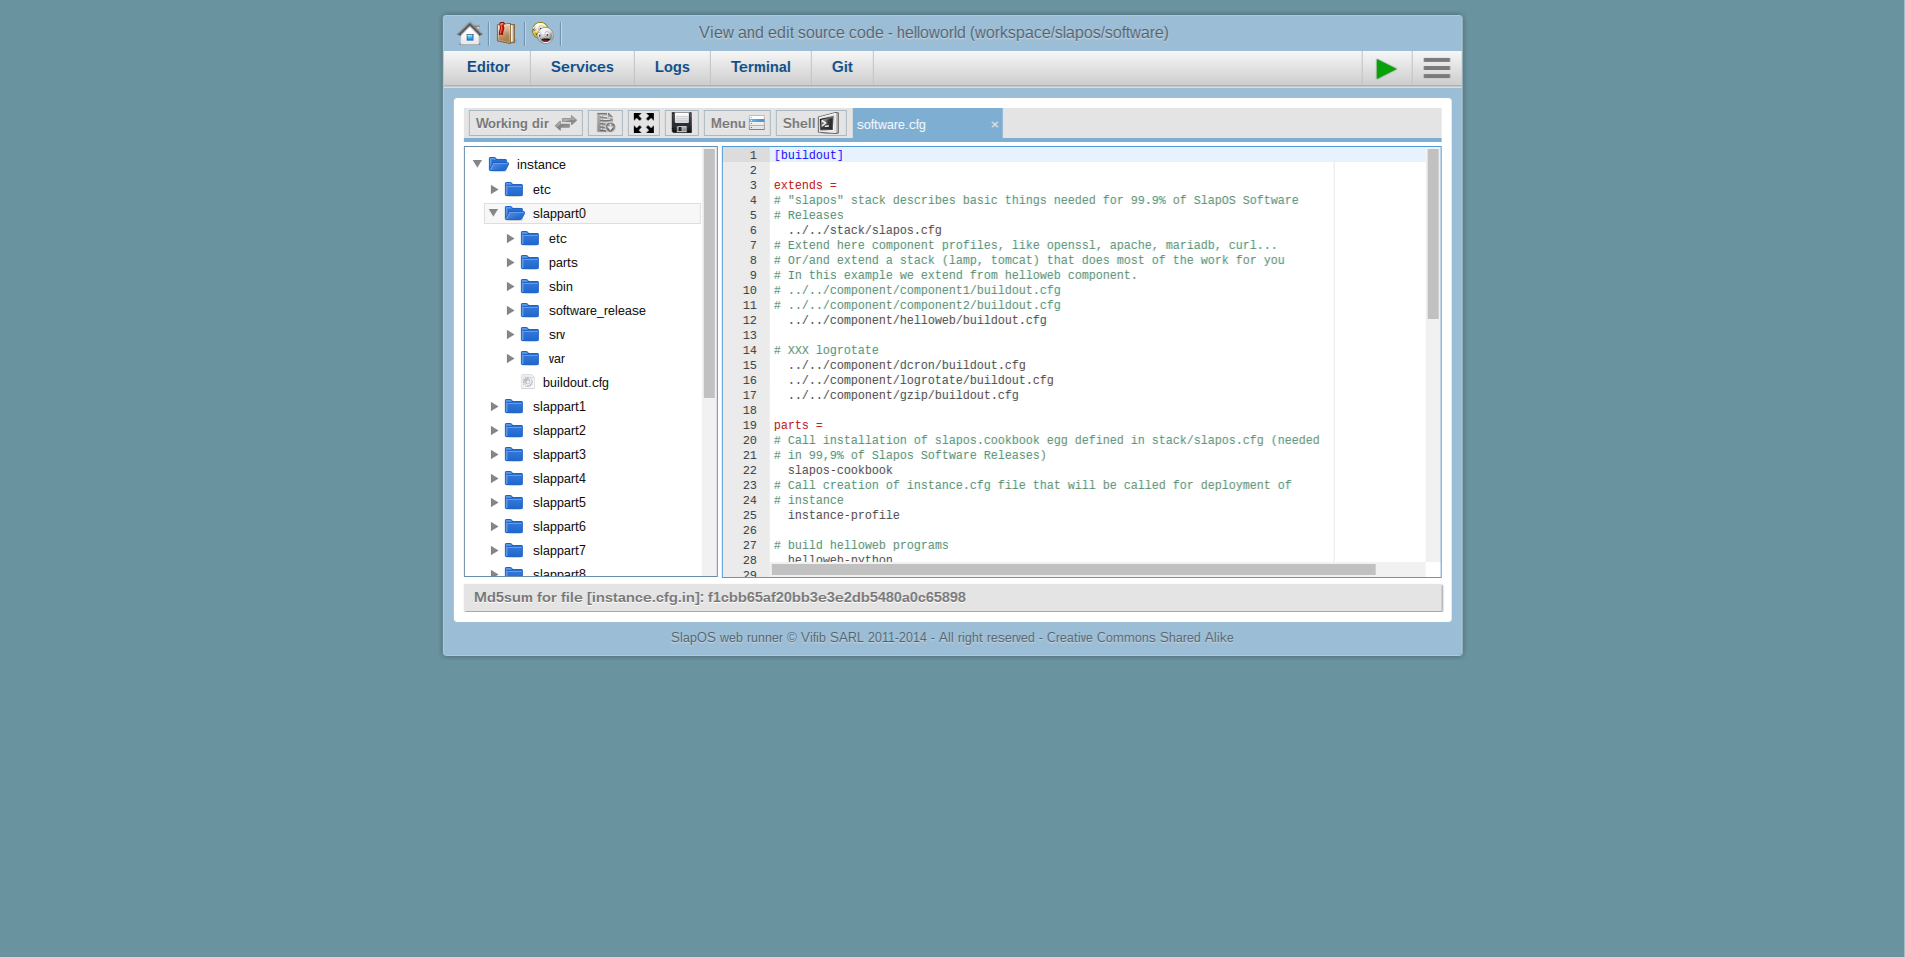 View and edit source code - helloworld (workspace/slapos/software)
Editor Services Logs Terminal Git
Working dir Menu Shell software.cfg ×
instance
etc
slappart0
etc
parts
sbin
software_release
srv
var
buildout.cfg
slappart1
slappart2
slappart3
slappart4
slappart5
slappart6
slappart7
slappart8
1 [buildout]
2
3 extends =
4 # "slapos" stack describes basic things needed for 99.9% of SlapOS Software
5 # Releases
6 ../../stack/slapos.cfg
7 # Extend here component profiles, like openssl, apache, mariadb, curl...
8 # Or/and extend a stack (lamp, tomcat) that does most of the work for you
9 # In this example we extend from helloweb component.
10 # ../../component/component1/buildout.cfg
11 # ../../component/component2/buildout.cfg
12 ../../component/helloweb/buildout.cfg
13
14 # XXX logrotate
15 ../../component/dcron/buildout.cfg
16 ../../component/logrotate/buildout.cfg
17 ../../component/gzip/buildout.cfg
18
19 parts =
20 # Call installation of slapos.cookbook egg defined in stack/slapos.cfg (needed
21 # in 99,9% of Slapos Software Releases)
22 slapos-cookbook
23 # Call creation of instance.cfg file that will be called for deployment of
24 # instance
25 instance-profile
26
27 # build helloweb programs
28 helloweb-python
29
Md5sum for file [instance.cfg.in]: f1cbb65af20bb3e3e2db5480a0c65898
SlapOS web runner © Vifib SARL 2011-2014 - All right reserved - Creative Commons Shared Alike